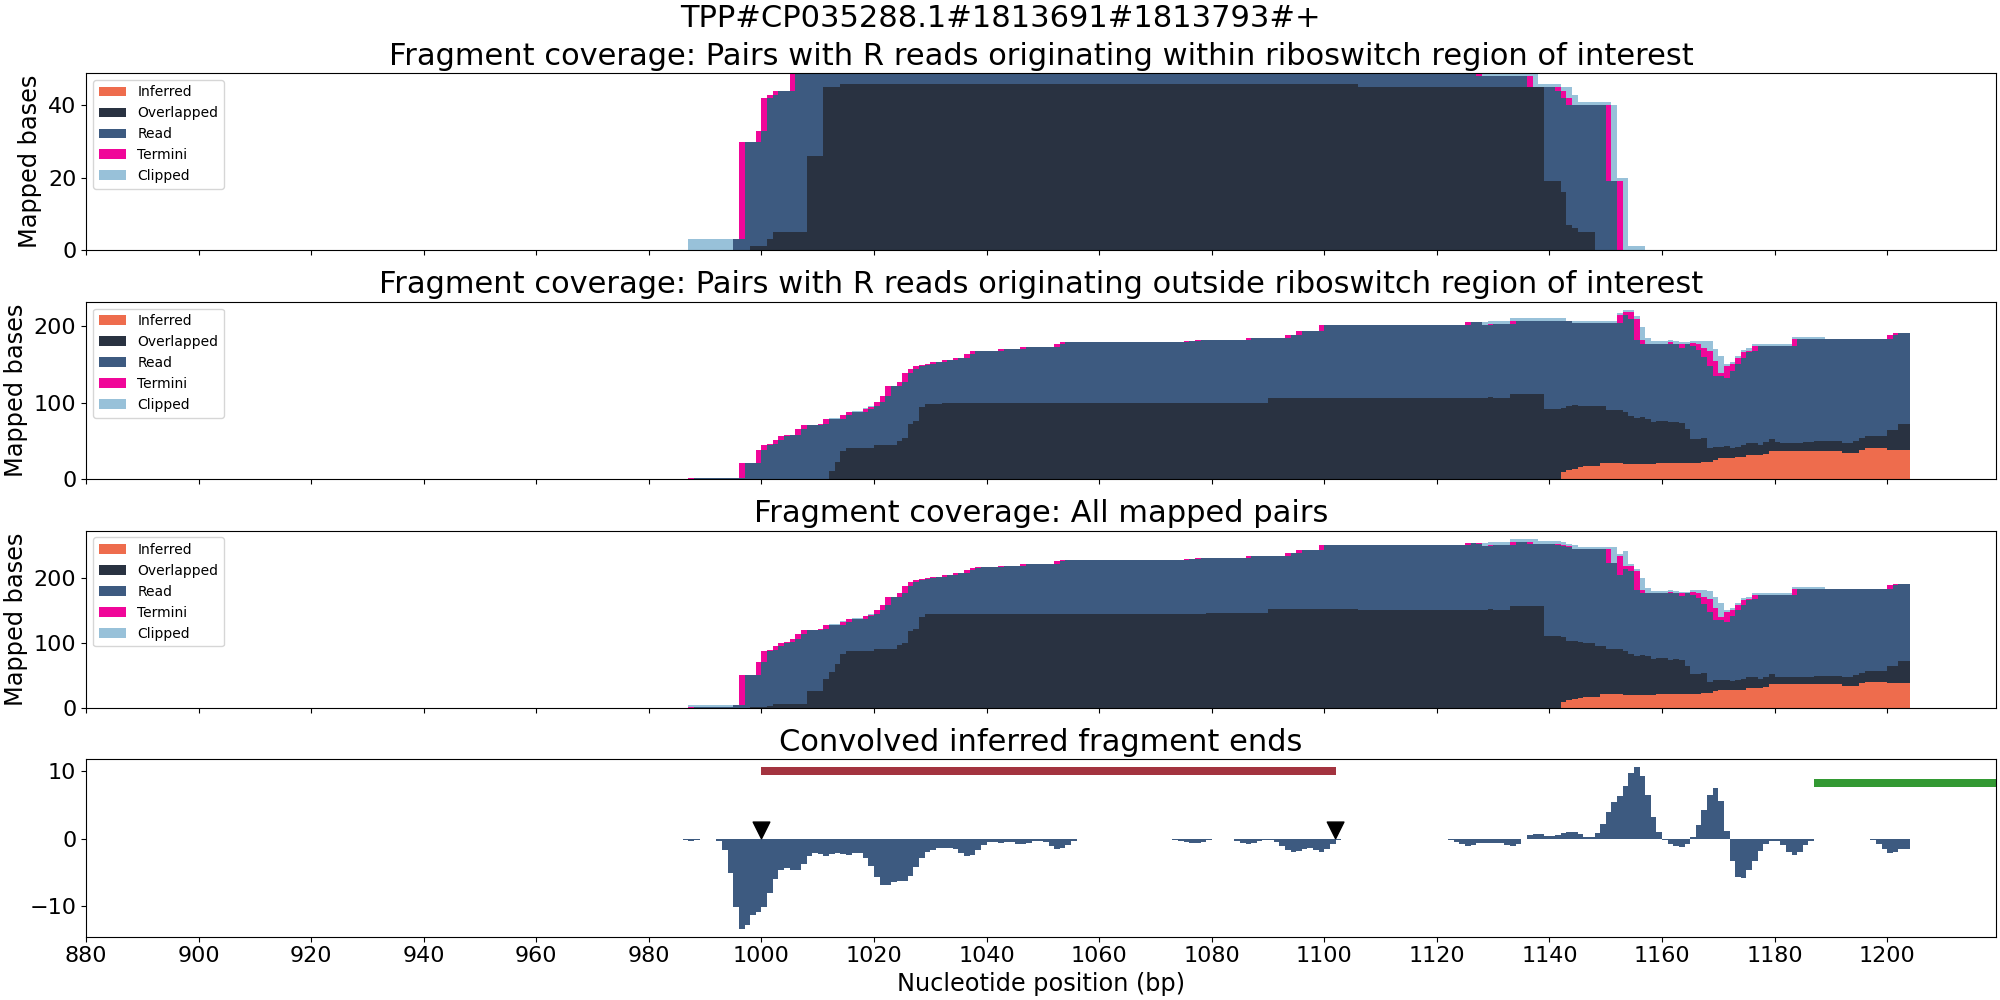 TPP#CP035288.1#1813691#1813793#+
Fragment coverage: Pairs with R reads originating within riboswitch region of interest
Mapped bases
40
20
0
Inferred
Overlapped
Read
Termini
Clipped
Fragment coverage: Pairs with R reads originating outside riboswitch region of interest
Mapped bases
200
100
0
Inferred
Overlapped
Read
Termini
Clipped
Fragment coverage: All mapped pairs
Mapped bases
200
100
0
Inferred
Overlapped
Read
Termini
Clipped
Convolved inferred fragment ends
10
0
−10
880 900 920 940 960 980 1000 1020 1040 1060 1080 1100 1120 1140 1160 1180 1200
Nucleotide position (bp)